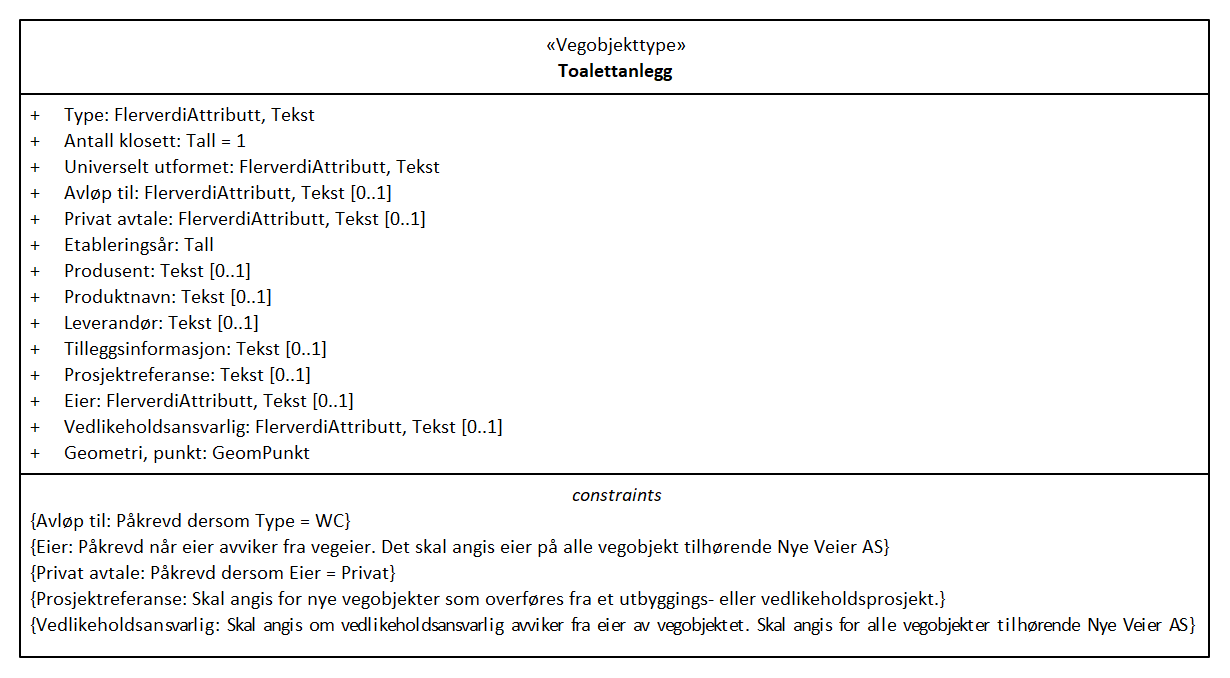 «Vegobjekttype»
Toalettanlegg
+ Type: FlerverdiAttributt, Tekst
+ Antall klosett: Tall = 1
+ Universelt utformet: FlerverdiAttributt, Tekst
+ Avløp til: FlerverdiAttributt, Tekst [0..1]
+ Privat avtale: FlerverdiAttributt, Tekst [0..1]
+ Etableringsår: Tall
+ Produsent: Tekst [0..1]
+ Produktnavn: Tekst [0..1]
+ Leverandør: Tekst [0..1]
+ Tilleggsinformasjon: Tekst [0..1]
+ Prosjektreferanse: Tekst [0..1]
+ Eier: FlerverdiAttributt, Tekst [0..1]
+ Vedlikeholdsansvarlig: FlerverdiAttributt, Tekst [0..1]
+ Geometri, punkt: GeomPunkt
constraints
{Avløp til: Påkrevd dersom Type = WC}
{Eier: Påkrevd når eier avviker fra vegeier. Det skal angis eier på alle vegobjekt tilhørende Nye Veier AS}
{Privat avtale: Påkrevd dersom Eier = Privat}
{Prosjektreferanse: Skal angis for nye vegobjekter som overføres fra et utbyggings- eller vedlikeholdsprosjekt.}
{Vedlikeholdsansvarlig: Skal angis om vedlikeholdsansvarlig avviker fra eier av vegobjektet. Skal angis for alle vegobjekter tilhørende Nye Veier AS}